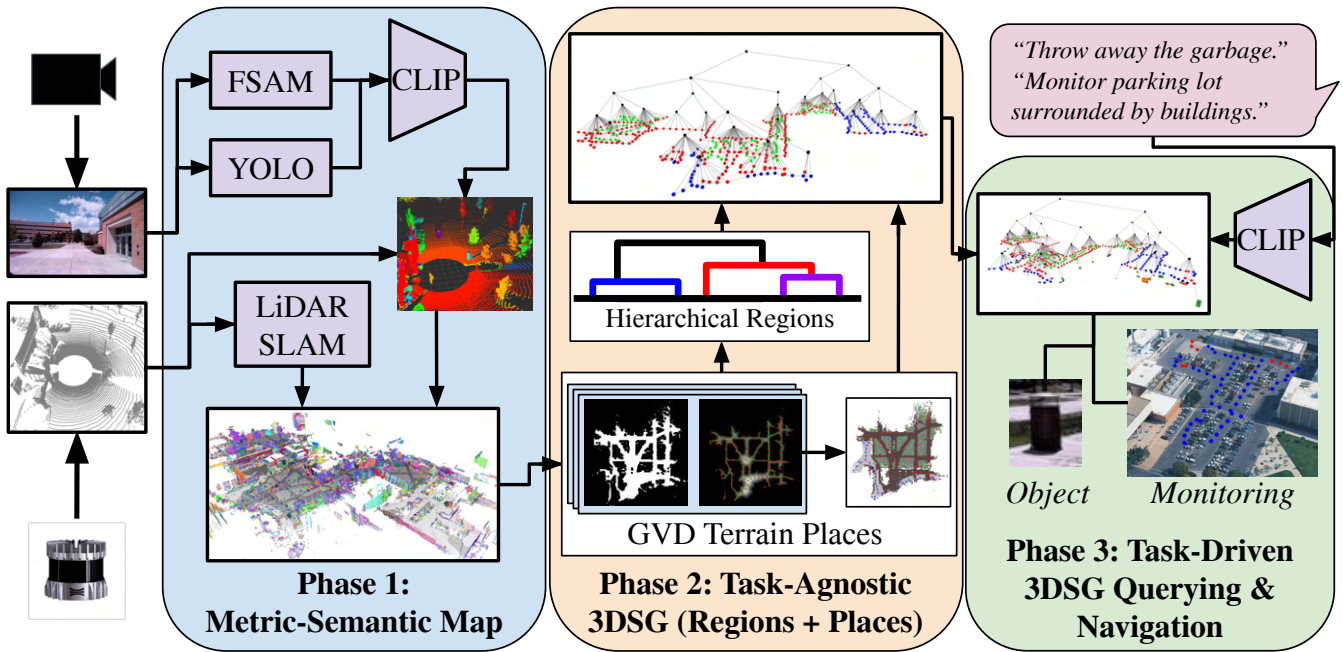 FSAM
YOLO
CLIP
LiDAR
SLAM
Phase 1:
Metric-Semantic Map
Hierarchical Regions
GVD Terrain Places
Phase 2: Task-Agnostic
3DSG (Regions + Places)
“Throw away the garbage.”
“Monitor parking lot
surrounded by buildings.”
CLIP
Object
Monitoring
Phase 3: Task-Driven
3DSG Querying &
Navigation